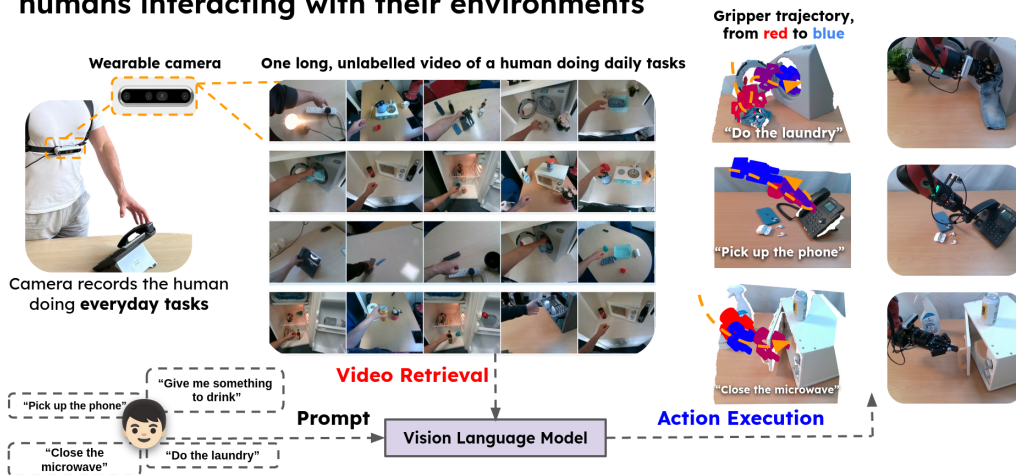 humans interacting with their environments
Wearable camera
One long, unlabelled video of a human doing daily tasks
Gripper trajectory,
from red to blue
“Do the laundry”
“Pick up the phone”
“Close the microwave”
Camera records the human
doing everyday tasks
Video Retrieval
“Give me something
to drink”
“Pick up the phone”
“Close the
microwave”
“Do the laundry”
Prompt
Vision Language Model
Action Execution